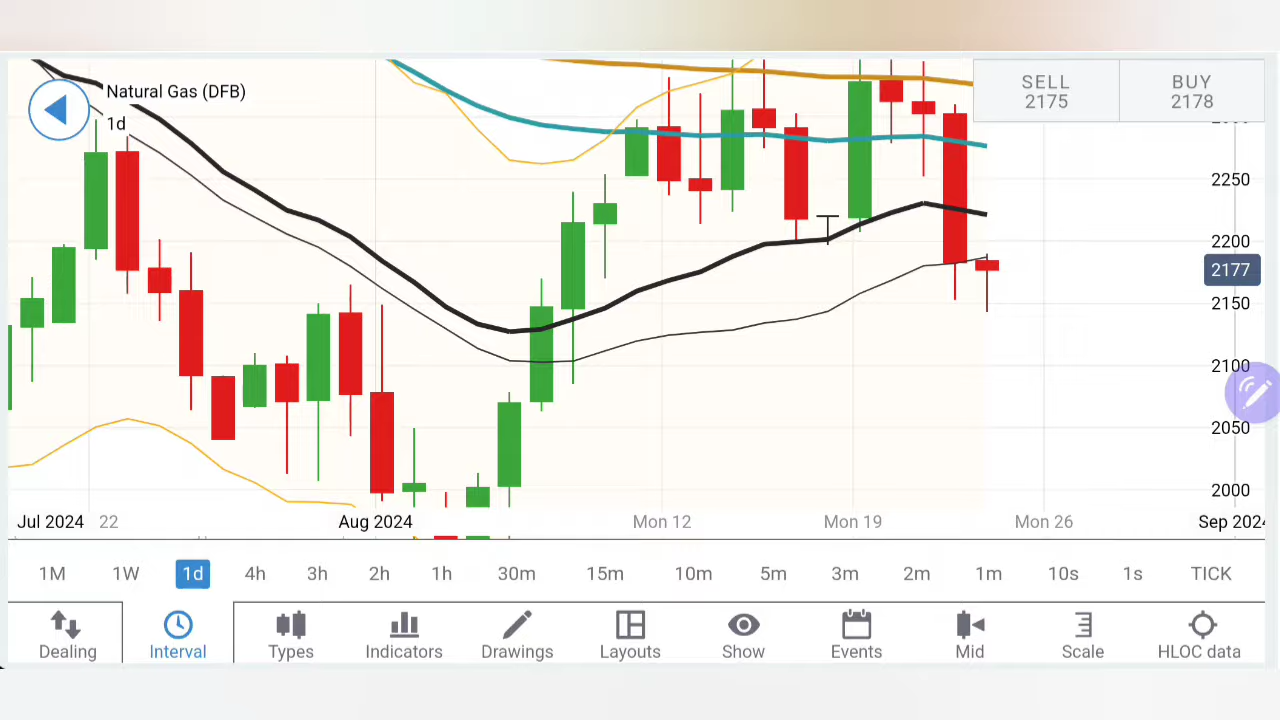 Natural Gas (DFB)
1d
SELL
2175
BUY
2178
2250
2200
2177
2150
2100
2050
2000
Jul 2024 22 Aug 2024 Mon 12 Mon 19 Mon 26 Sep 2024
1M 1W 1d 4h 3h 2h 1h 30m 15m 10m 5m 3m 2m 1m 10s 1s TICK
Dealing Interval Types Indicators Drawings Layouts Show Events Mid Scale HLOC data